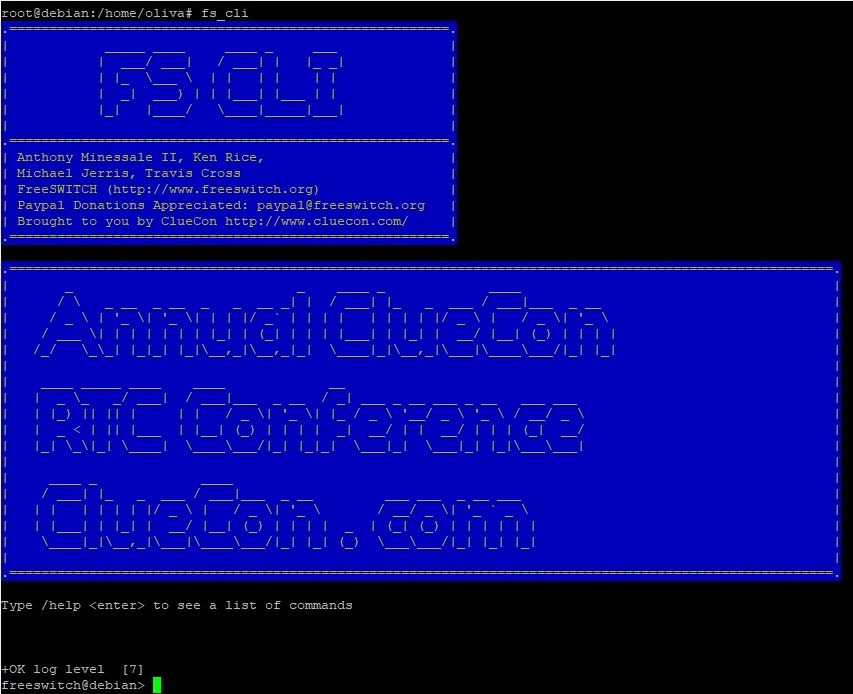 root@debian:/home/oliva# fs_cli
FS CLI
Anthony Minessale II, Ken Rice,
Michael Jerris, Travis Cross
FreeSWITCH (http://www.freeswitch.org)
Paypal Donations Appreciated: paypal@freeswitch.org
Brought to you by ClueCon http://www.cluecon.com/
Annual ClueCon
RTC Conference
ClueCon . com
Type /help <enter> to see a list of commands
+OK log level  [7]
freeswitch@debian>